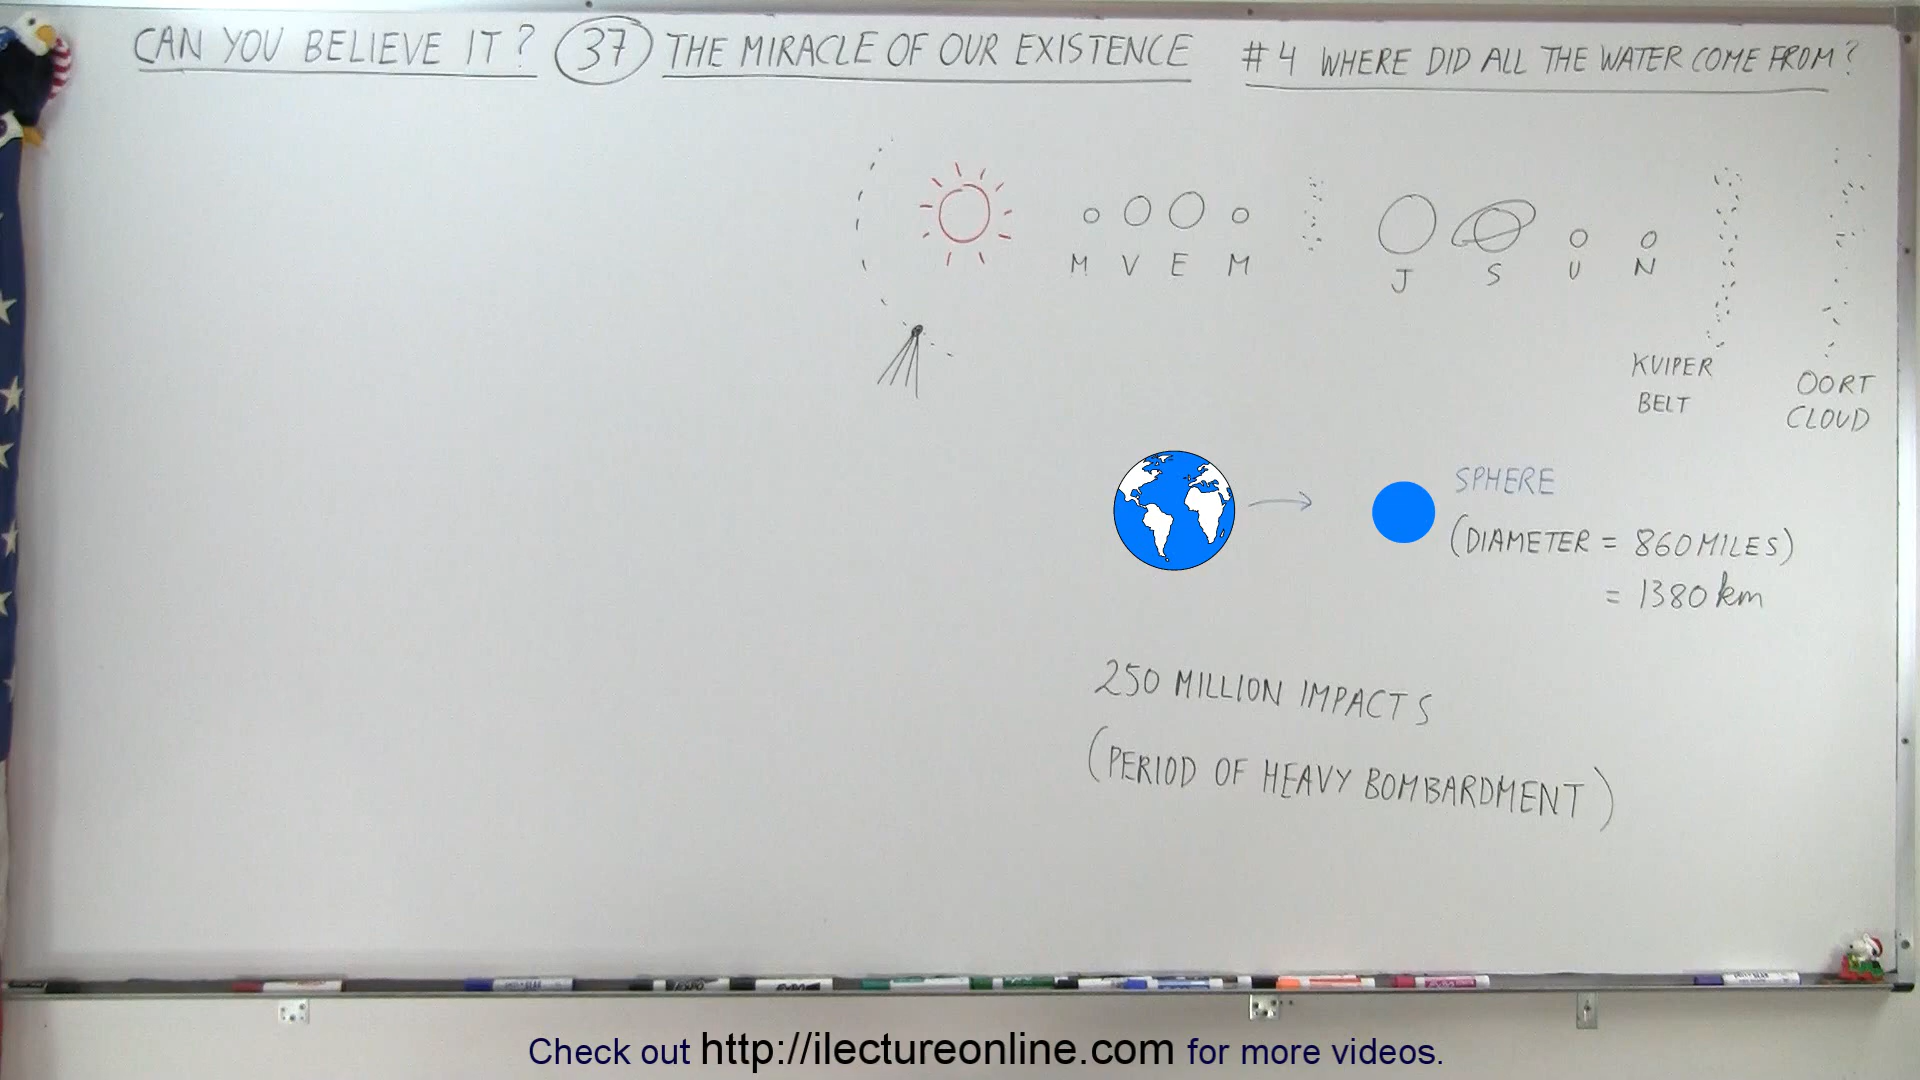 CAN YOU BELIEVE IT? 37 THE MIRACLE OF OUR EXISTENCE #4 WHERE DID ALL THE WATER COME FROM?
M V E M J S U N
KUIPER
BELT
OORT
CLOUD
SPHERE
(DIAMETER = 860 MILES)
= 1380 km
250 MILLION IMPACTS
(PERIOD OF HEAVY BOMBARDMENT)
Check out http://ilectureonline.com for more videos.